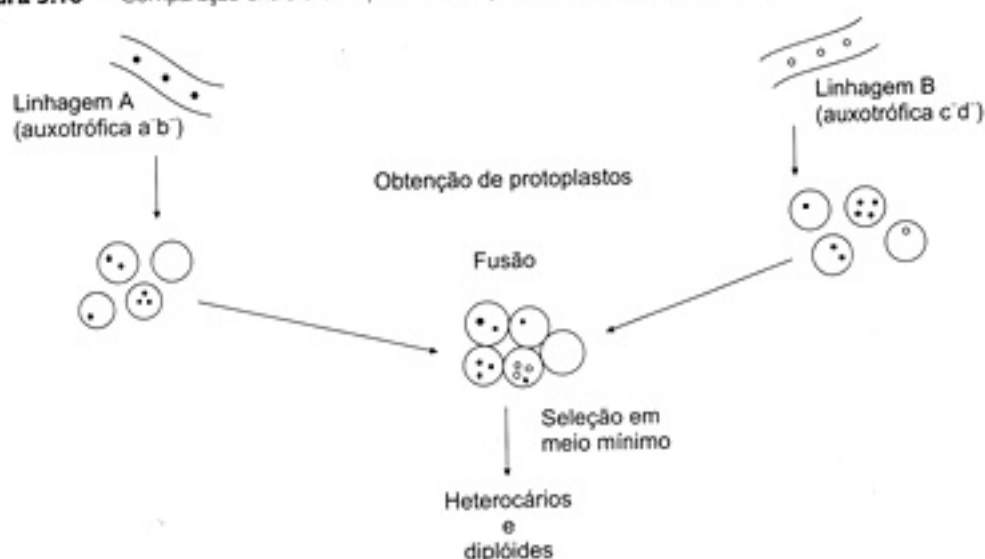 Linhagem A
(auxotrófica a⁻b⁻)
Linhagem B
(auxotrófica c⁻d⁻)
Obtenção de protoplastos
Fusão
Seleção em
meio mínimo
Heterocários
e
diplóides